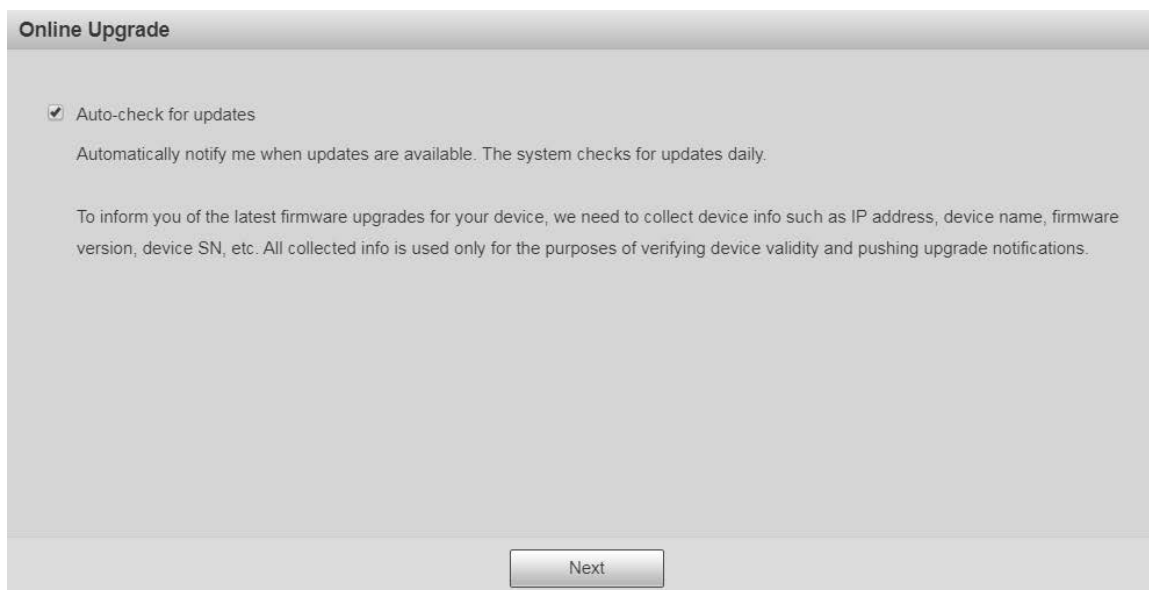 Online Upgrade
Auto-check for updates
Automatically notify me when updates are available. The system checks for updates daily.
To inform you of the latest firmware upgrades for your device, we need to collect device info such as IP address, device name, firmware
version, device SN, etc. All collected info is used only for the purposes of verifying device validity and pushing upgrade notifications.
Next